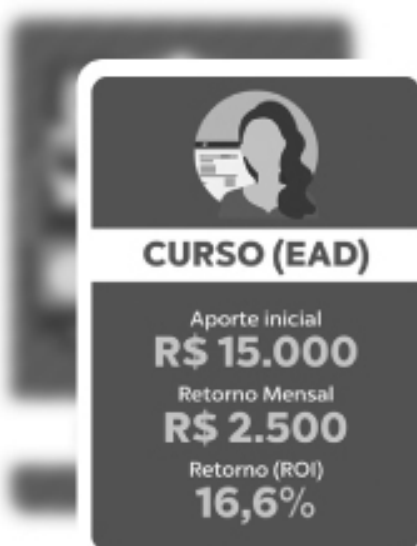 CURSO (EAD)
Aporte inicial
R$ 15.000
Retorno Mensal
R$ 2.500
Retorno (ROI)
16,6%